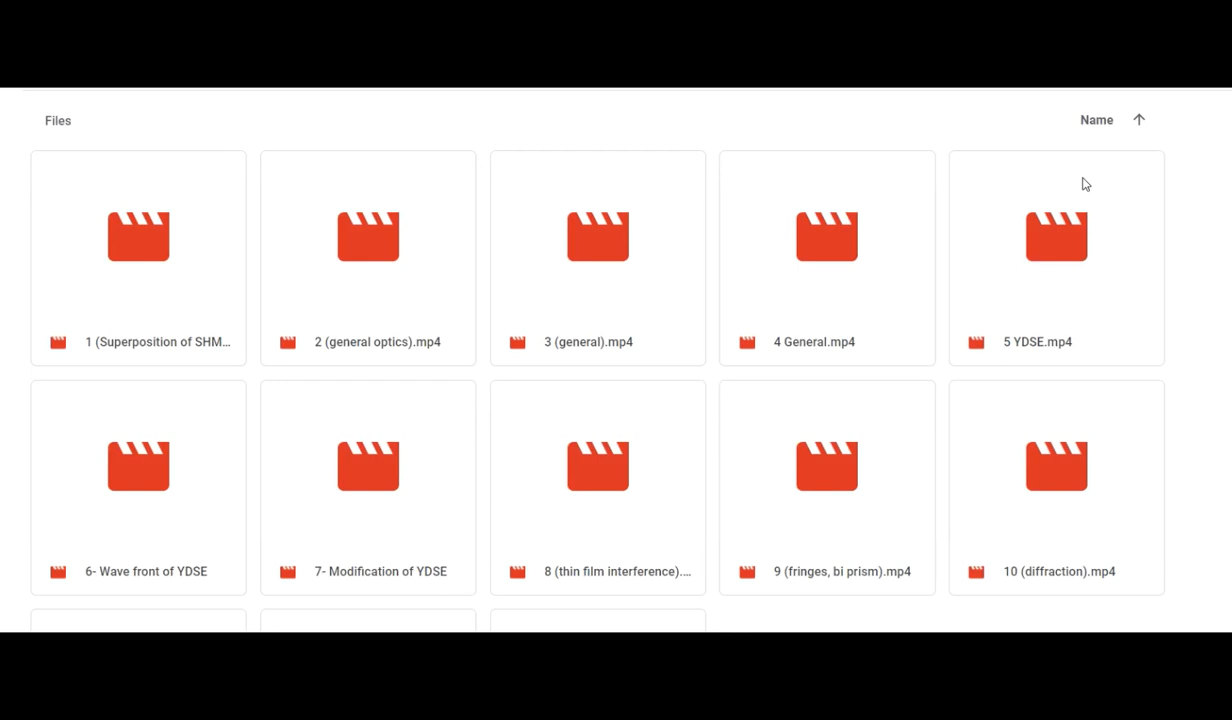 Files
Name
1 (Superposition of SHM...
2 (general optics).mp4
3 (general).mp4
4 General.mp4
5 YDSE.mp4
6- Wave front of YDSE
7- Modification of YDSE
8 (thin film interference)....
9 (fringes, bi prism).mp4
10 (diffraction).mp4